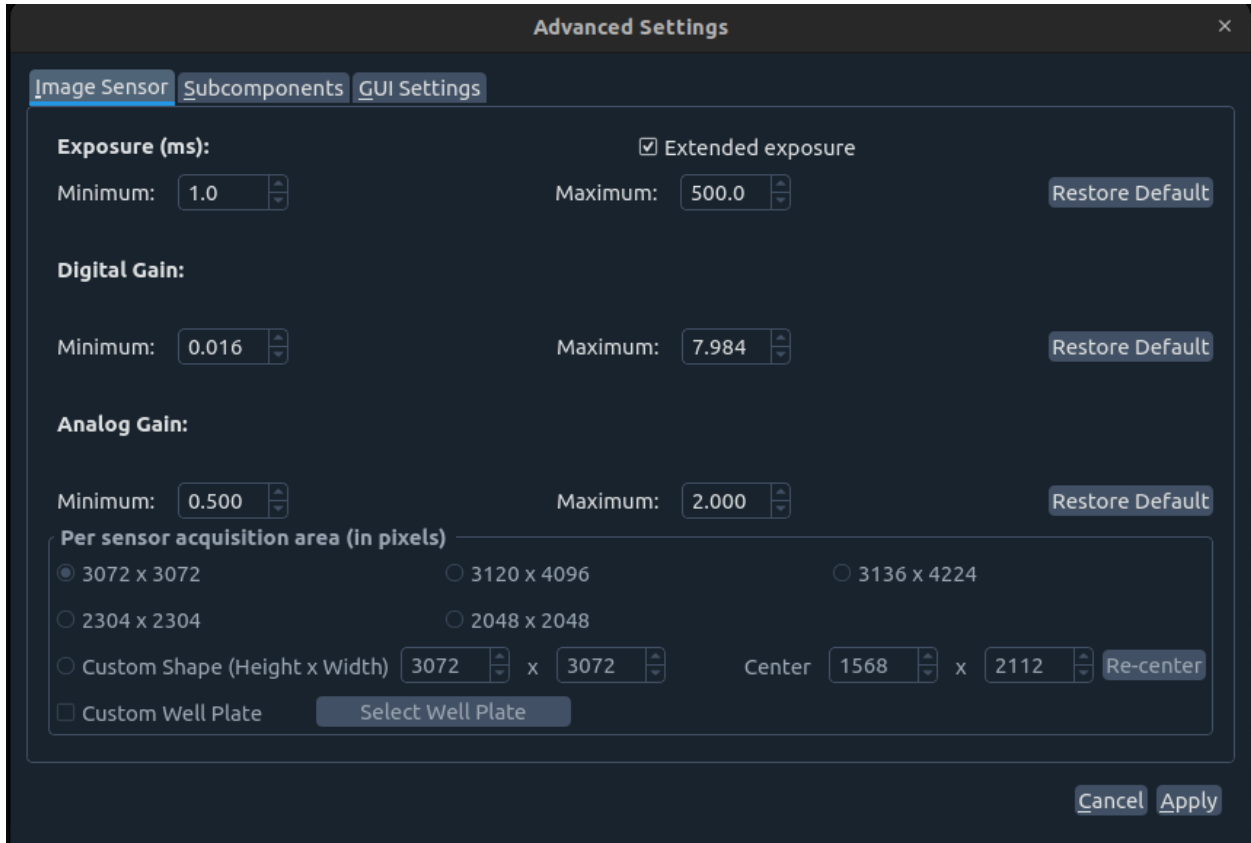 Advanced Settings ×
Image Sensor Subcomponents GUI Settings
Exposure (ms): Extended exposure
Minimum: 1.0 Maximum: 500.0 Restore Default
Digital Gain:
Minimum: 0.016 Maximum: 7.984 Restore Default
Analog Gain:
Minimum: 0.500 Maximum: 2.000 Restore Default
Per sensor acquisition area (in pixels)
3072 x 3072 3120 x 4096 3136 x 4224
2304 x 2304 2048 x 2048
Custom Shape (Height x Width) 3072 x 3072 Center 1568 x 2112 Re-center
Custom Well Plate Select Well Plate
Cancel Apply